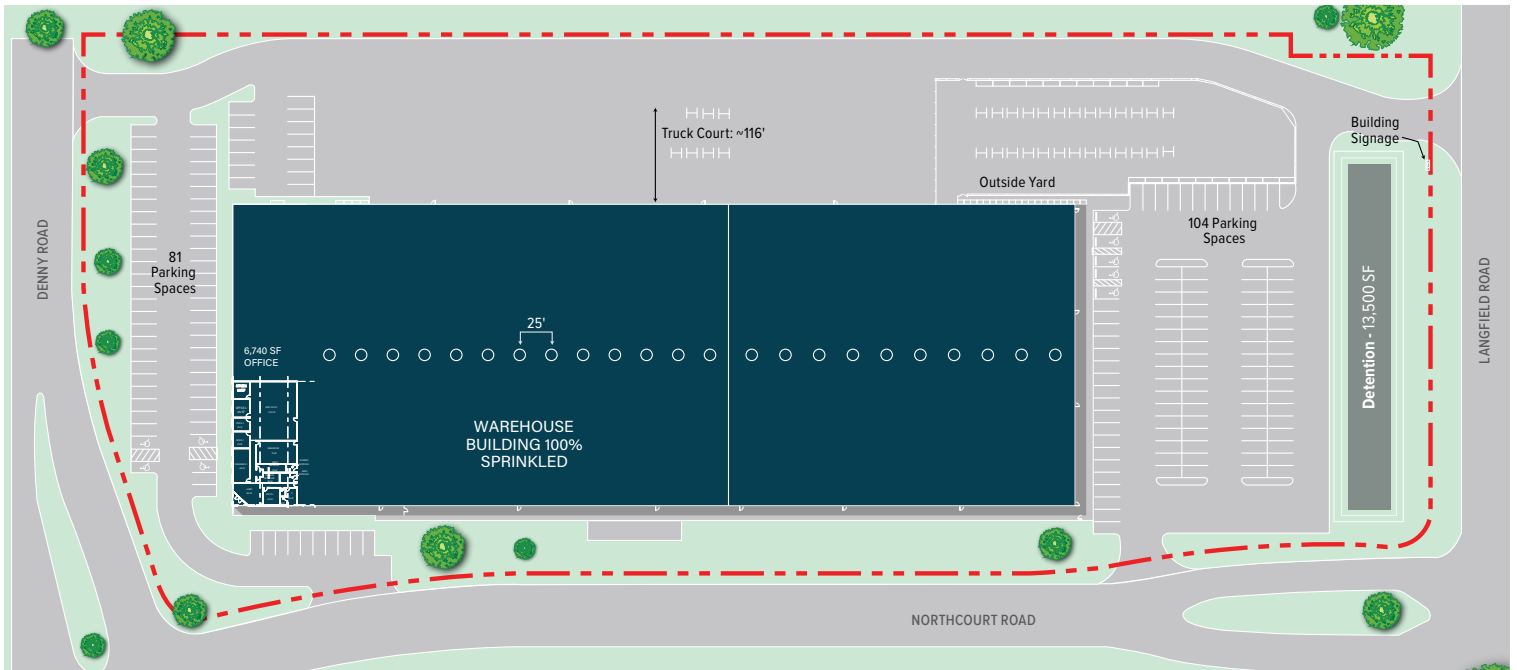 Truck Court: ~116'
Building
Signage
Outside Yard
104 Parking
Spaces
81
Parking
Spaces
DENNY ROAD
LANGFIELD ROAD
Detention - 13,500 SF
25'
6,740 SF
OFFICE
WAREHOUSE
BUILDING 100%
SPRINKLED
NORTHCOURT ROAD